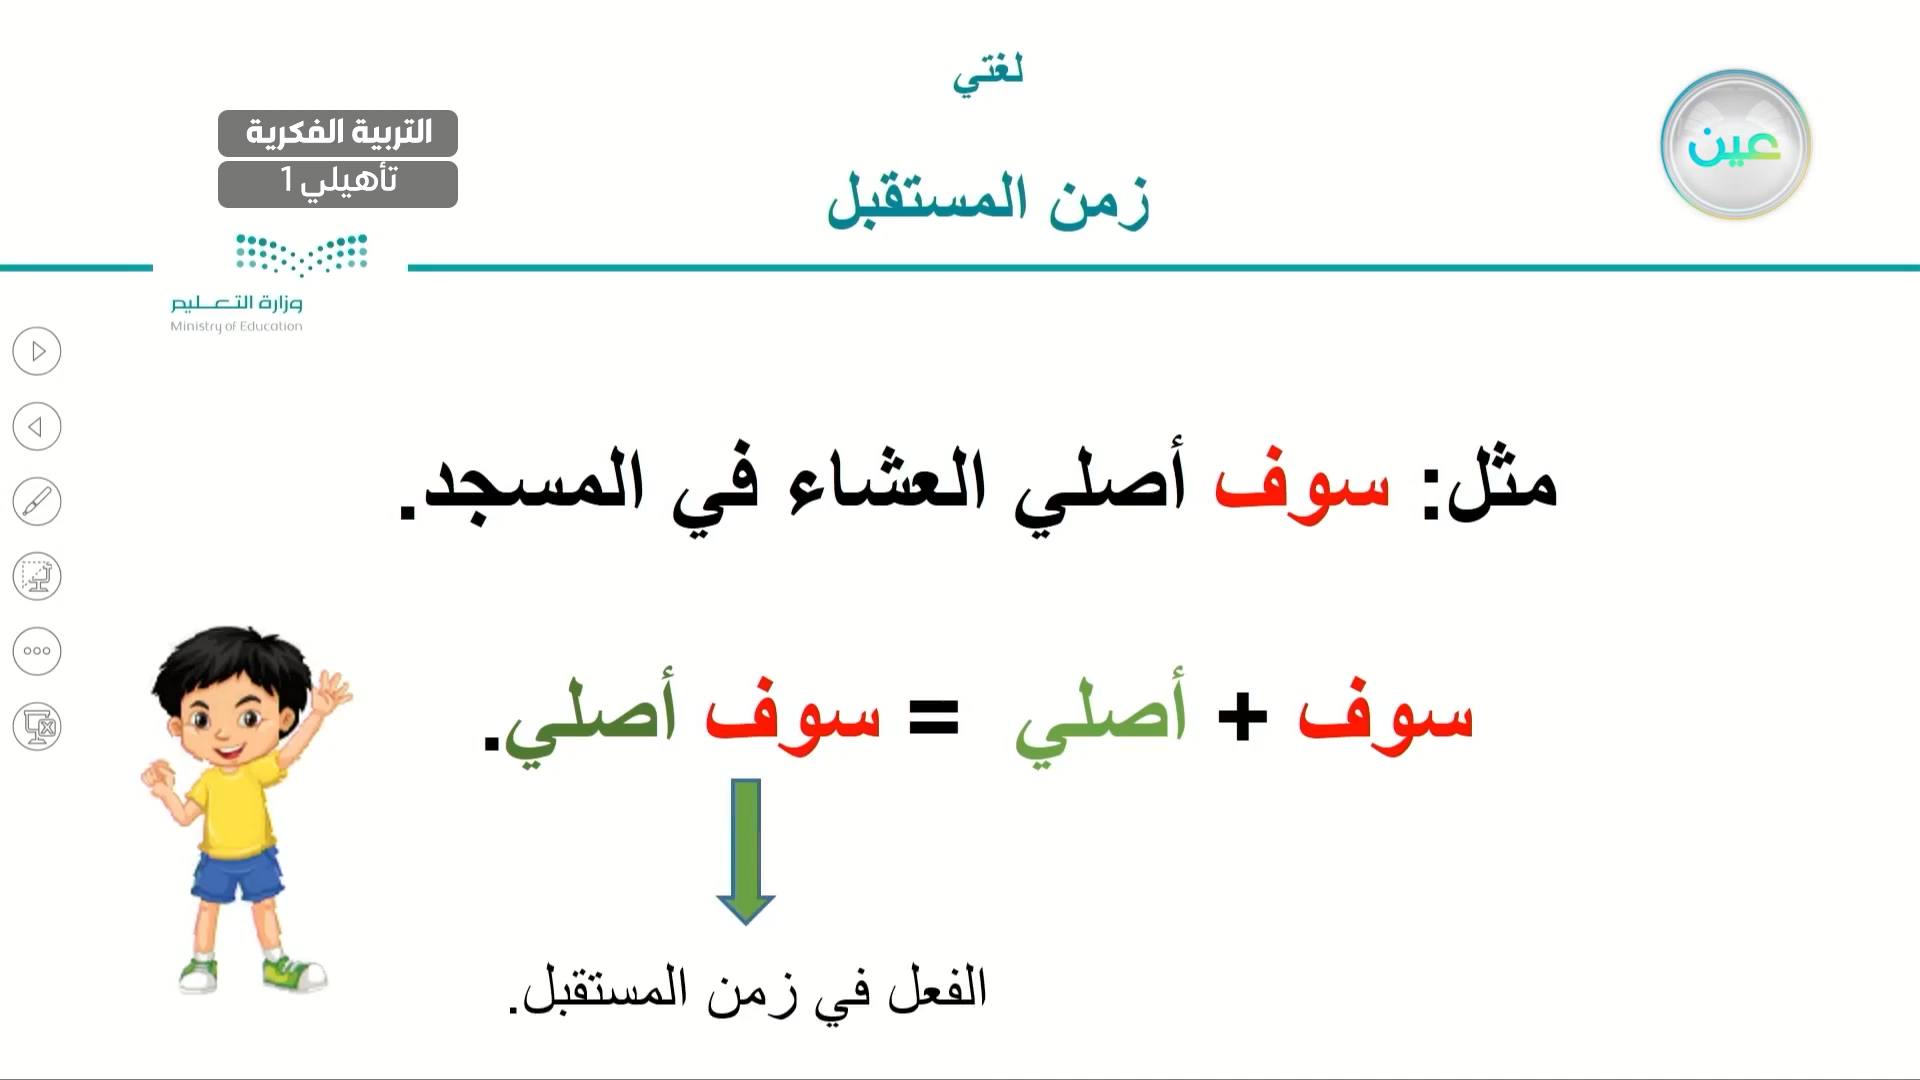 لغتي
عين
التربية الفكرية
تأهيلي 1
زمن المستقبل
وزارة التعليم
Ministry of Education
مثل: سوف أصلي العشاء في المسجد.
سوف + أصلي = سوف أصلي.
الفعل في زمن المستقبل.